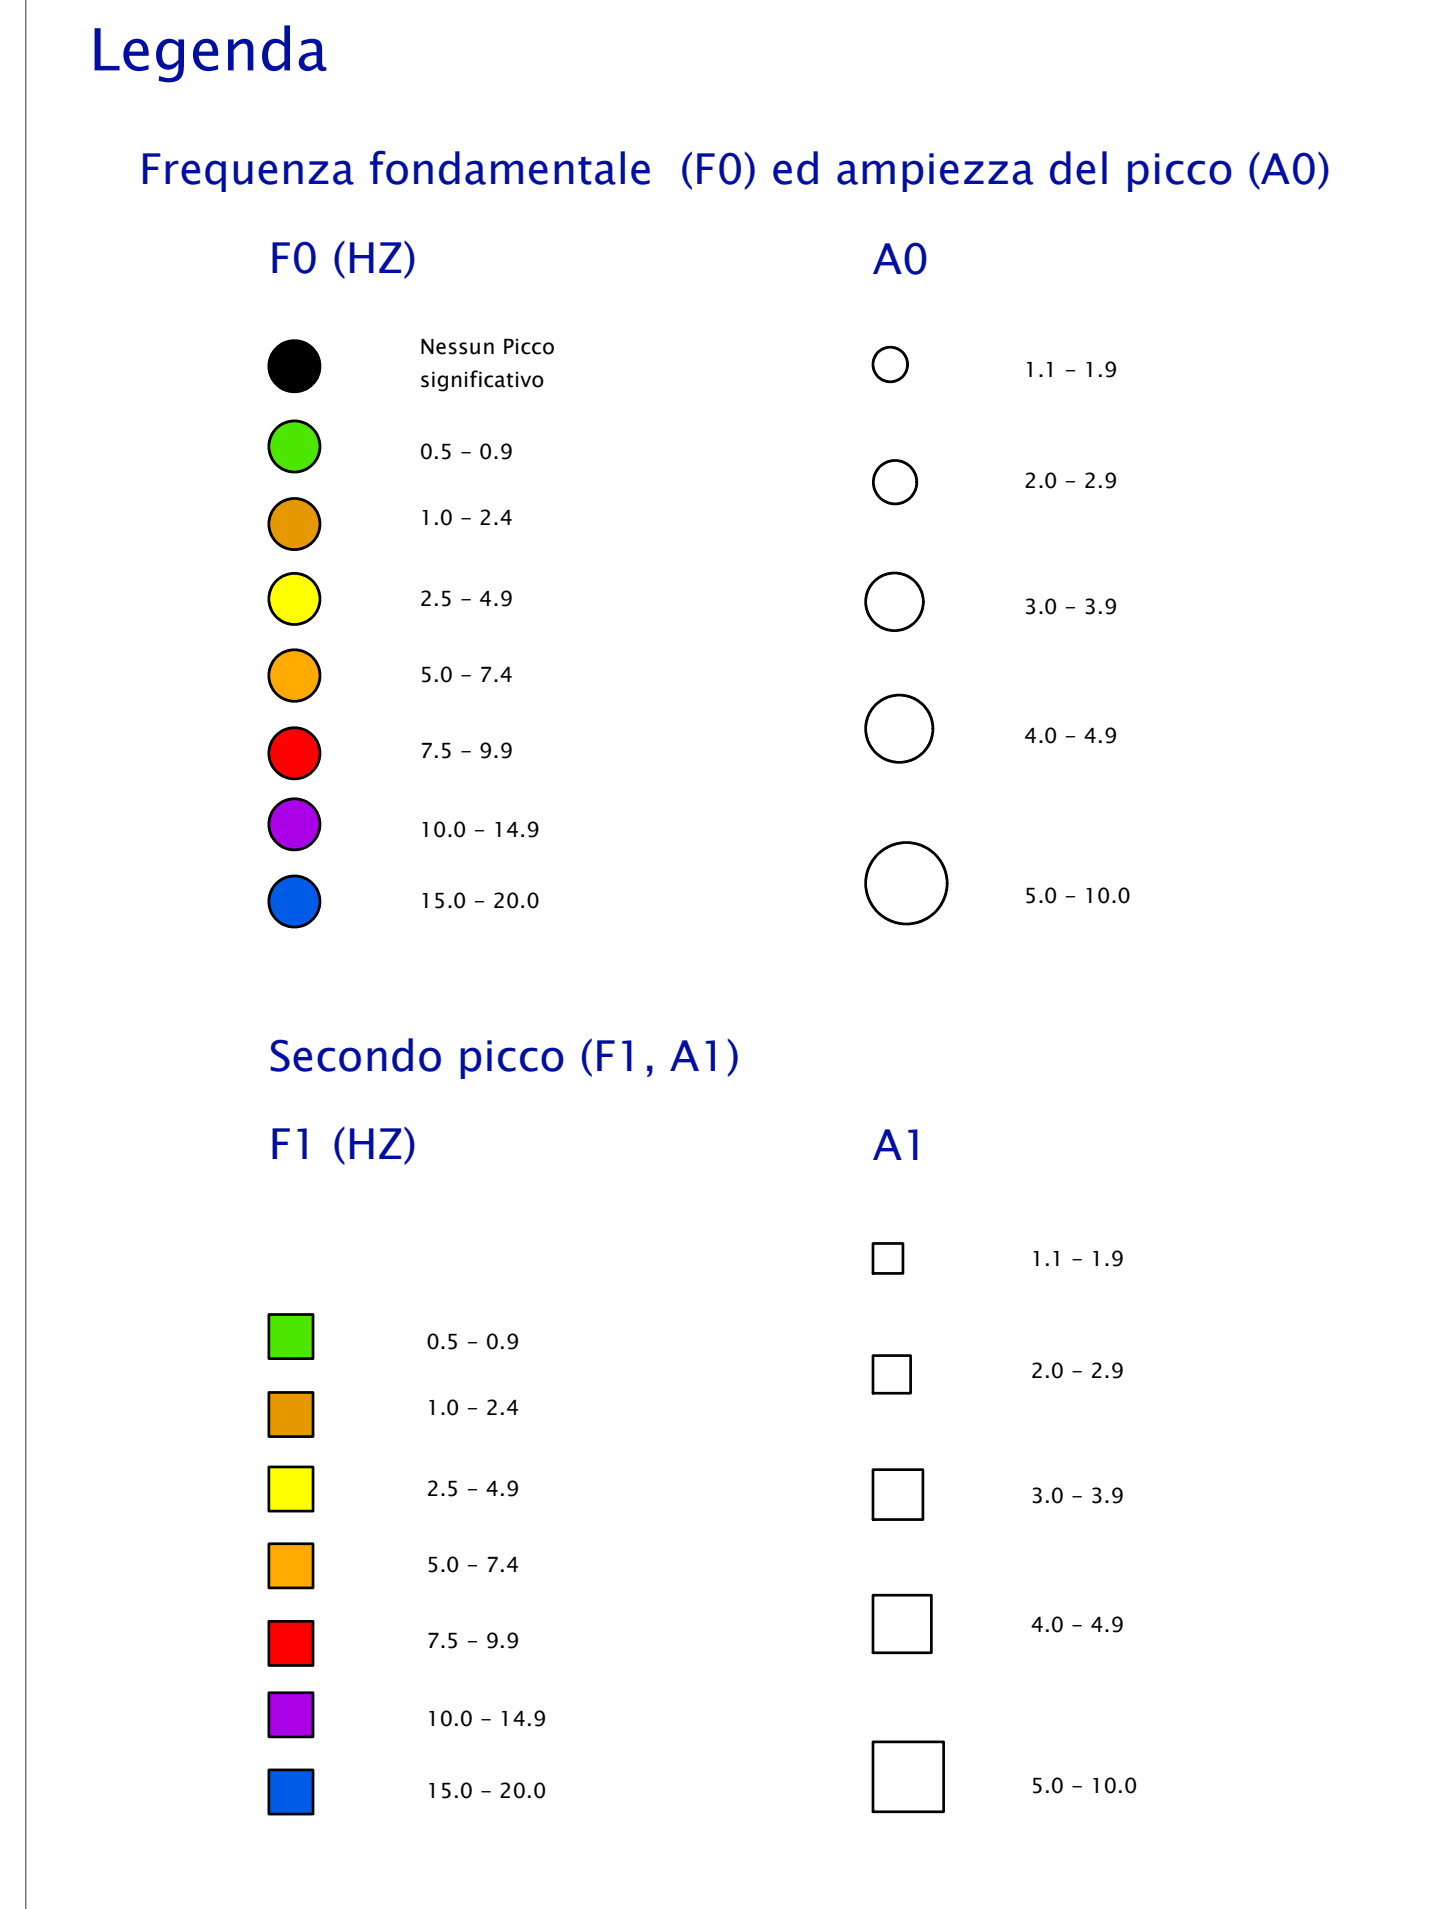 Legenda
Frequenza fondamentale  (F0) ed ampiezza del picco (A0)
F0 (HZ)
A0
Nessun Picco
significativo
1.1 – 1.9
0.5 – 0.9
2.0 – 2.9
1.0 – 2.4
2.5 – 4.9
3.0 – 3.9
5.0 – 7.4
4.0 – 4.9
7.5 – 9.9
10.0 – 14.9
5.0 – 10.0
15.0 – 20.0
Secondo picco (F1, A1)
F1 (HZ)
A1
1.1 – 1.9
0.5 – 0.9
2.0 – 2.9
1.0 – 2.4
2.5 – 4.9
3.0 – 3.9
5.0 – 7.4
4.0 – 4.9
7.5 – 9.9
10.0 – 14.9
5.0 – 10.0
15.0 – 20.0